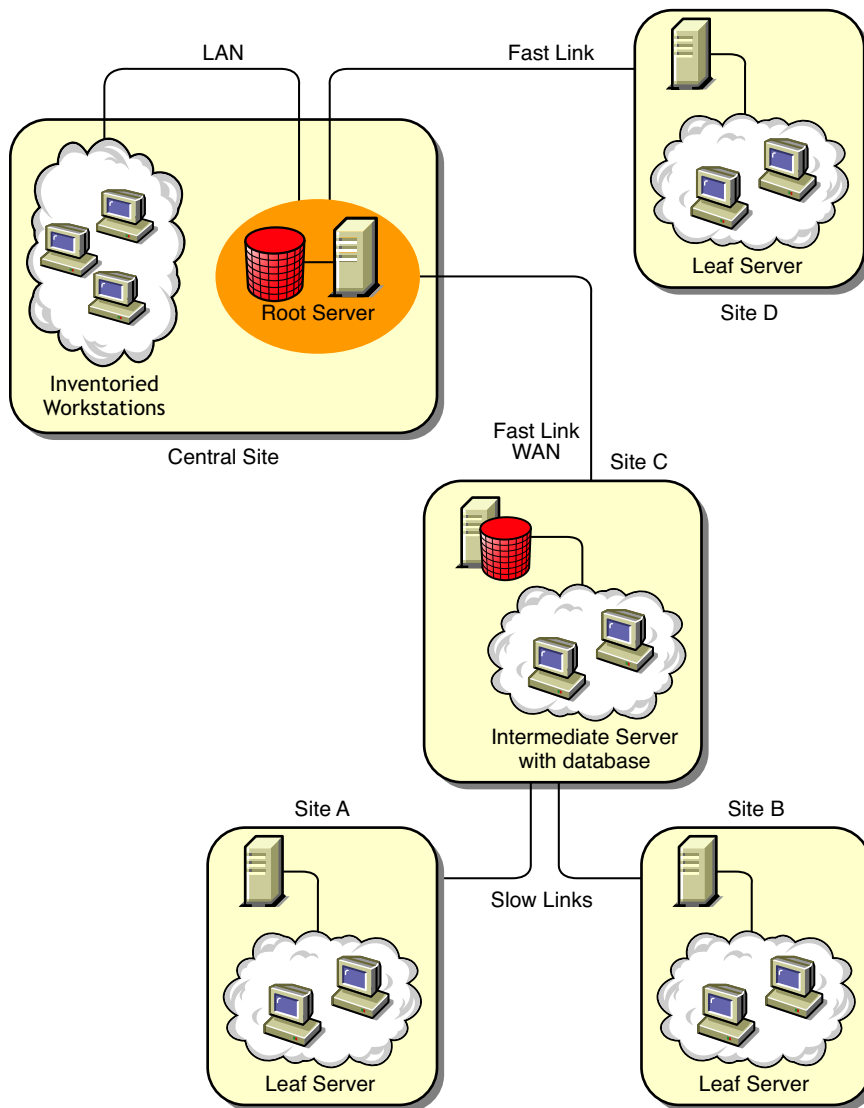 LAN
Fast Link
Leaf Server
Site D
Root Server
Inventoried
Workstations
Central Site
Fast Link
WAN
Site C
Intermediate Server
with database
Site A
Site B
Slow Links
Leaf Server
Leaf Server